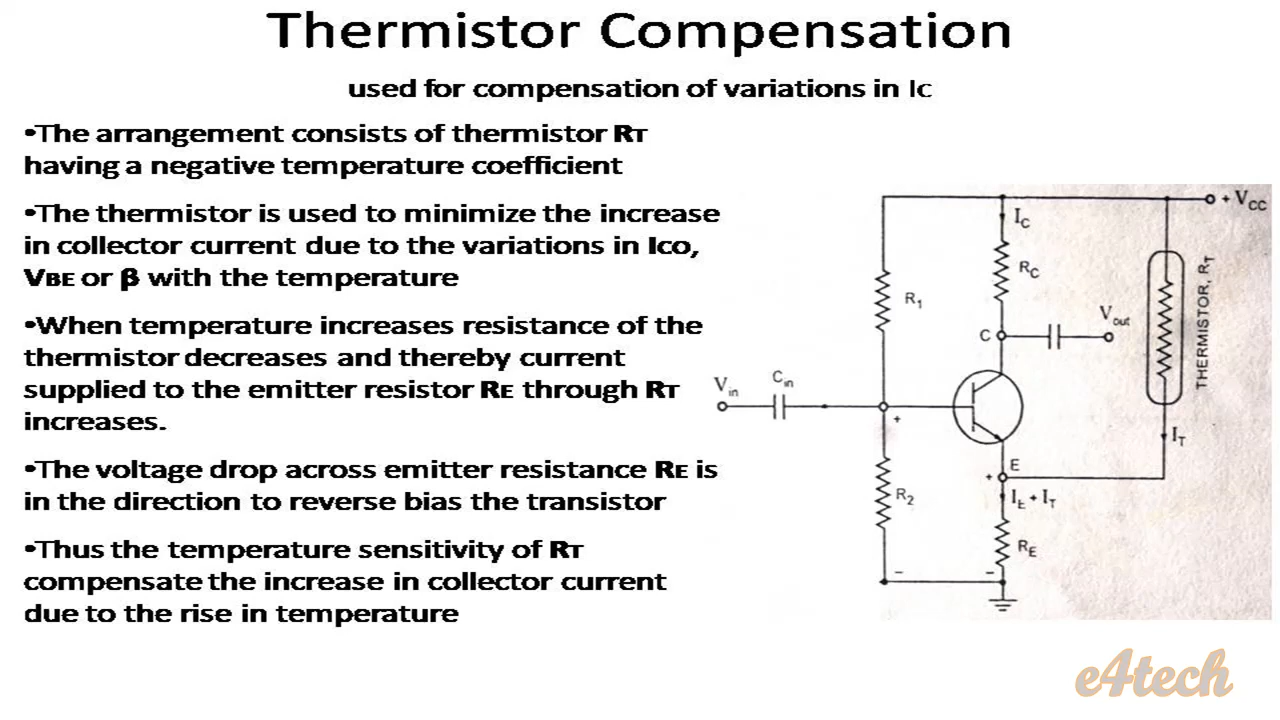 Thermistor Compensation
used for compensation of variations in Ic
•The arrangement consists of thermistor RT
having a negative temperature coefficient
•The thermistor is used to minimize the increase
in collector current due to the variations in Ico,
VBE or β with the temperature
•When temperature increases resistance of the
thermistor decreases and thereby current
supplied to the emitter resistor RE through RT
increases.
•The voltage drop across emitter resistance RE is
in the direction to reverse bias the transistor
•Thus the temperature sensitivity of RT
compensate the increase in collector current
due to the rise in temperature
+ VCC
IC
RC
R1
THERMISTOR, RT
Vout
C
Vin
Cin
+
IT
E
+
R2
IE + IT
RE
–
–
e4tech